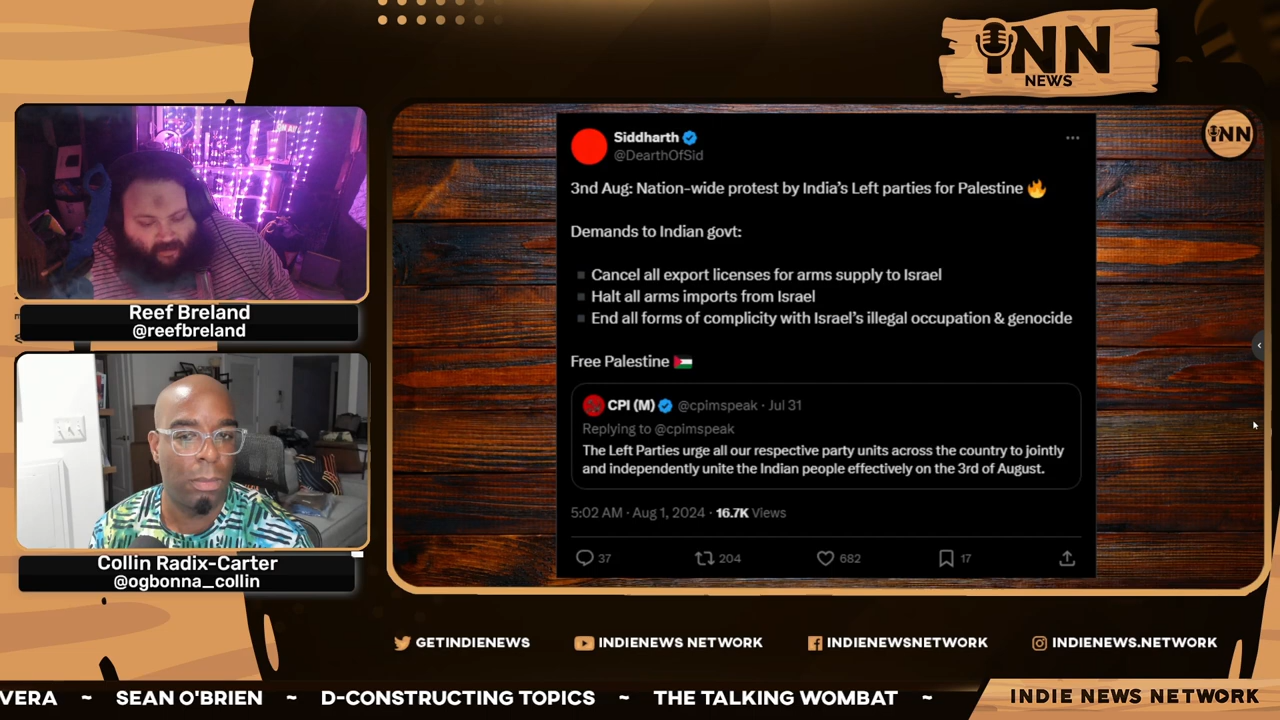 INN
NEWS
INN
Siddharth
@DearthOfSid
3nd Aug: Nation-wide protest by India's Left parties for Palestine 🔥
Demands to Indian govt:
▪ Cancel all export licenses for arms supply to Israel
▪ Halt all arms imports from Israel
▪ End all forms of complicity with Israel's illegal occupation & genocide
Free Palestine 🇵🇸
CPI (M) @cpimspeak · Jul 31
Replying to @cpimspeak
The Left Parties urge all our respective party units across the country to jointly
and independently unite the Indian people effectively on the 3rd of August.
5:02 AM · Aug 1, 2024 · 16.7K Views
37 204 682 17
Reef Breland
@reefbreland
Collin Radix-Carter
@ogbonna_collin
GETINDIENEWS INDIENEWS NETWORK INDIENEWSNETWORK INDIENEWS.NETWORK
VERA ~ SEAN O'BRIEN ~ D-CONSTRUCTING TOPICS ~ THE TALKING WOMBAT ~ INDIE NEWS NETWORK